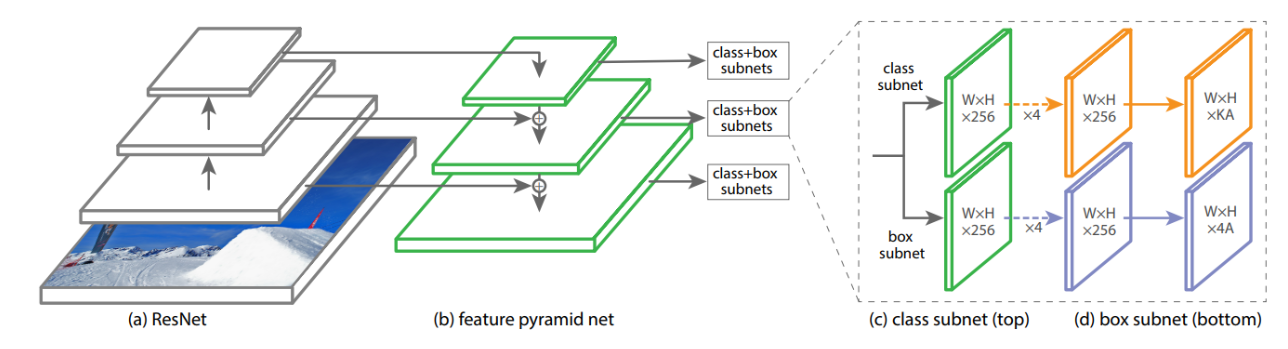 class+box
subnets
class+box
subnets
class+box
subnets
class
subnet
W×H
×256
×4
W×H
×256
W×H
×KA
box
subnet
W×H
×256
×4
W×H
×256
W×H
×4A
(a) ResNet
(b) feature pyramid net
(c) class subnet (top)
(d) box subnet (bottom)